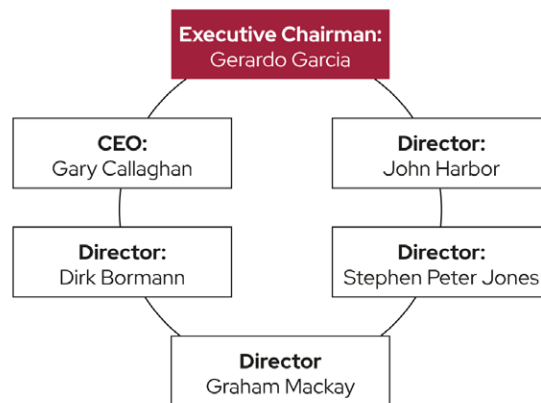 Executive Chairman:
Gerardo Garcia
CEO:
Gary Callaghan
Director:
John Harbor
Director:
Dirk Bormann
Director:
Stephen Peter Jones
Director
Graham Mackay